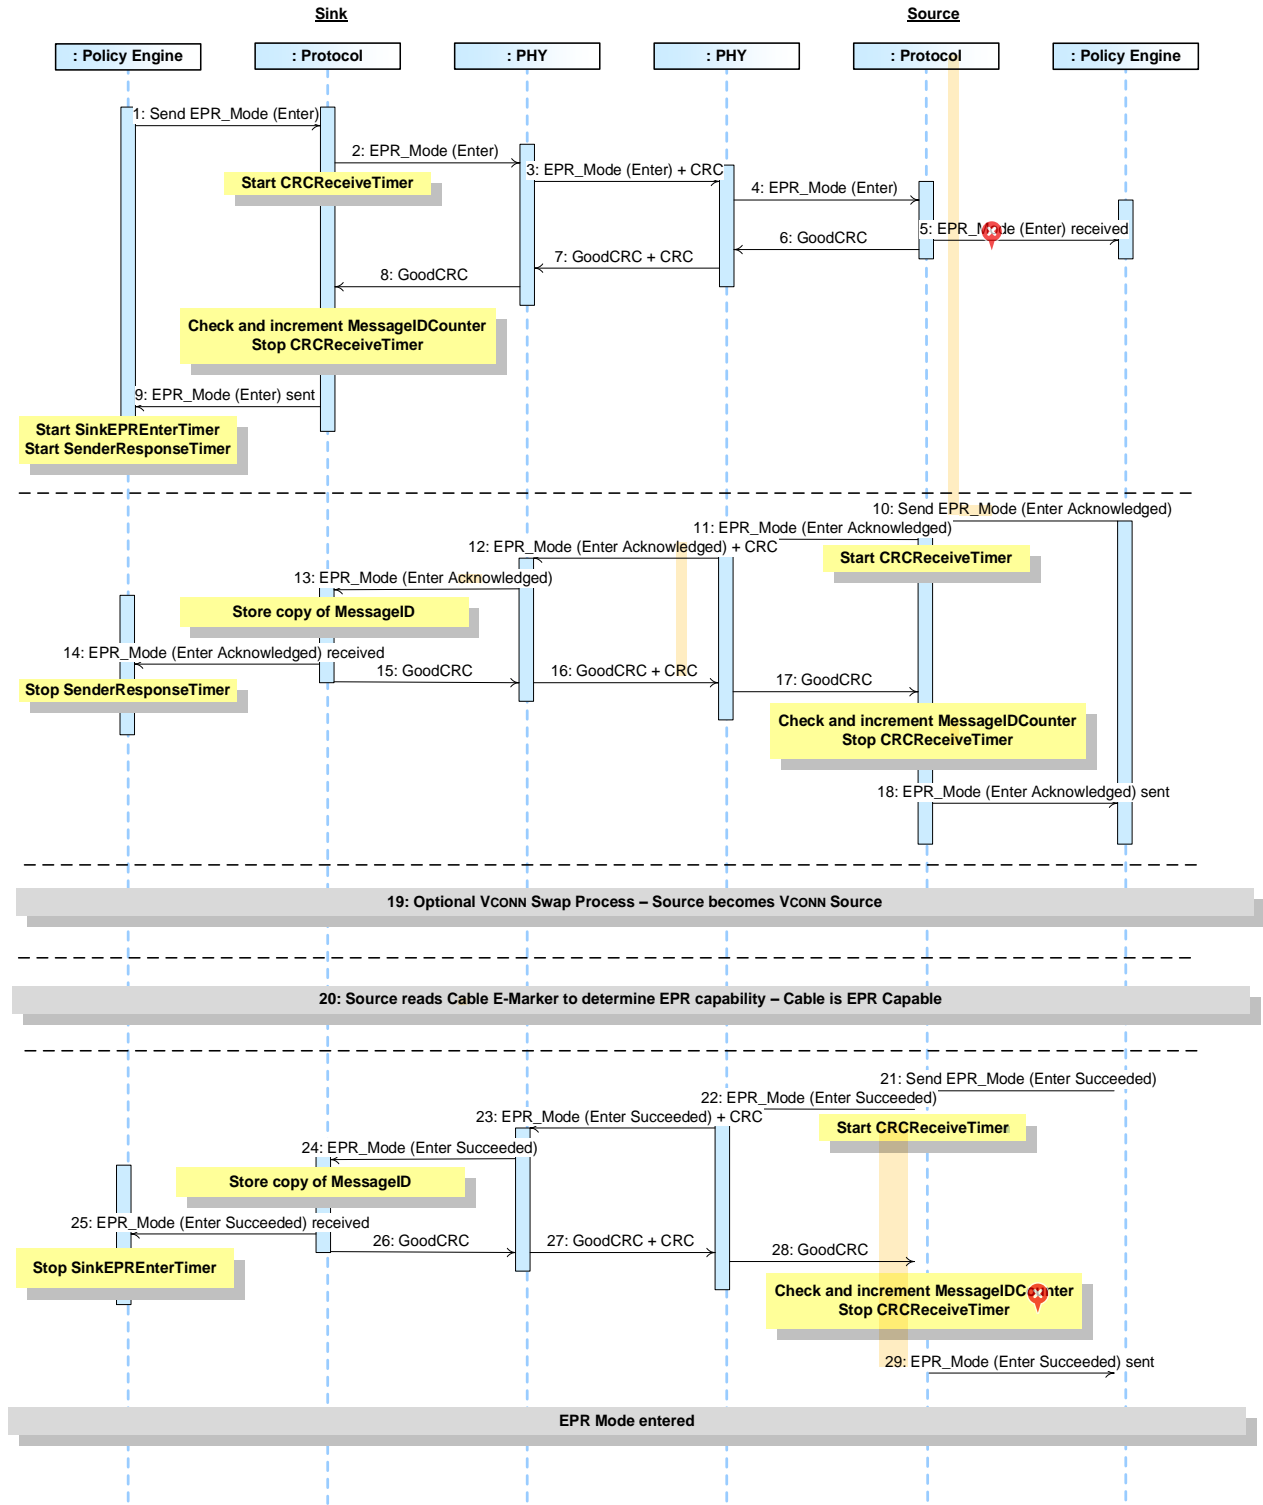 Sink
Source
: Policy Engine
: Protocol
: PHY
: PHY
: Protocol
: Policy Engine
1: Send EPR_Mode (Enter)
2: EPR_Mode (Enter)
3: EPR_Mode (Enter) + CRC
Start CRCReceiveTimer
4: EPR_Mode (Enter)
5: EPR_Mode (Enter) received
6: GoodCRC
7: GoodCRC + CRC
8: GoodCRC
Check and increment MessageIDCounter
Stop CRCReceiveTimer
9: EPR_Mode (Enter) sent
Start SinkEPREnterTimer
Start SenderResponseTimer
10: Send EPR_Mode (Enter Acknowledged)
11: EPR_Mode (Enter Acknowledged)
12: EPR_Mode (Enter Acknowledged) + CRC
Start CRCReceiveTimer
13: EPR_Mode (Enter Acknowledged)
Store copy of MessageID
14: EPR_Mode (Enter Acknowledged) received
15: GoodCRC
16: GoodCRC + CRC
17: GoodCRC
Stop SenderResponseTimer
Check and increment MessageIDCounter
Stop CRCReceiveTimer
18: EPR_Mode (Enter Acknowledged) sent
19: Optional VCONN Swap Process – Source becomes VCONN Source
20: Source reads Cable E-Marker to determine EPR capability – Cable is EPR Capable
21: Send EPR_Mode (Enter Succeeded)
22: EPR_Mode (Enter Succeeded)
23: EPR_Mode (Enter Succeeded) + CRC
Start CRCReceiveTimer
24: EPR_Mode (Enter Succeeded)
Store copy of MessageID
25: EPR_Mode (Enter Succeeded) received
26: GoodCRC
27: GoodCRC + CRC
28: GoodCRC
Stop SinkEPREnterTimer
Check and increment MessageIDCounter
Stop CRCReceiveTimer
29: EPR_Mode (Enter Succeeded) sent
EPR Mode entered